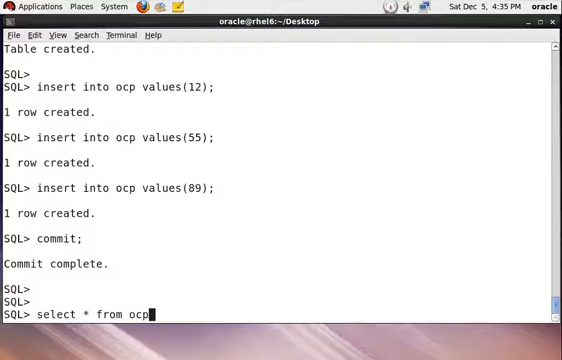 Applications Places System Sat Dec 5, 4:35 PM oracle
oracle@rhel6:~/Desktop
File Edit View Search Terminal Help
Table created.
SQL>
SQL> insert into ocp values(12);
1 row created.
SQL> insert into ocp values(55);
1 row created.
SQL> insert into ocp values(89);
1 row created.
SQL> commit;
Commit complete.
SQL>
SQL>
SQL> select * from ocp